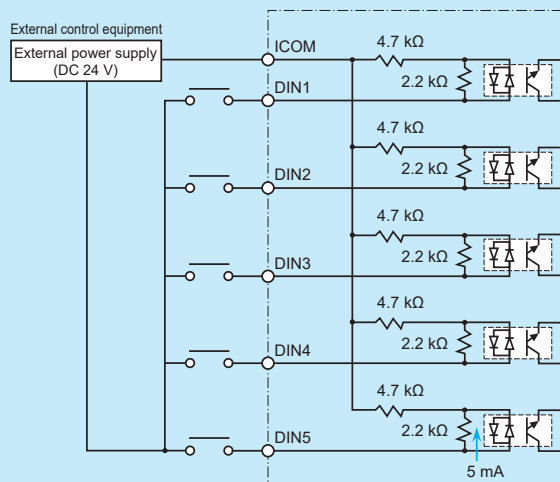 External control equipment
External power supply
(DC 24 V)
ICOM
4.7 kΩ
2.2 kΩ
DIN1
4.7 kΩ
2.2 kΩ
DIN2
4.7 kΩ
2.2 kΩ
DIN3
4.7 kΩ
2.2 kΩ
DIN4
4.7 kΩ
2.2 kΩ
DIN5
5 mA